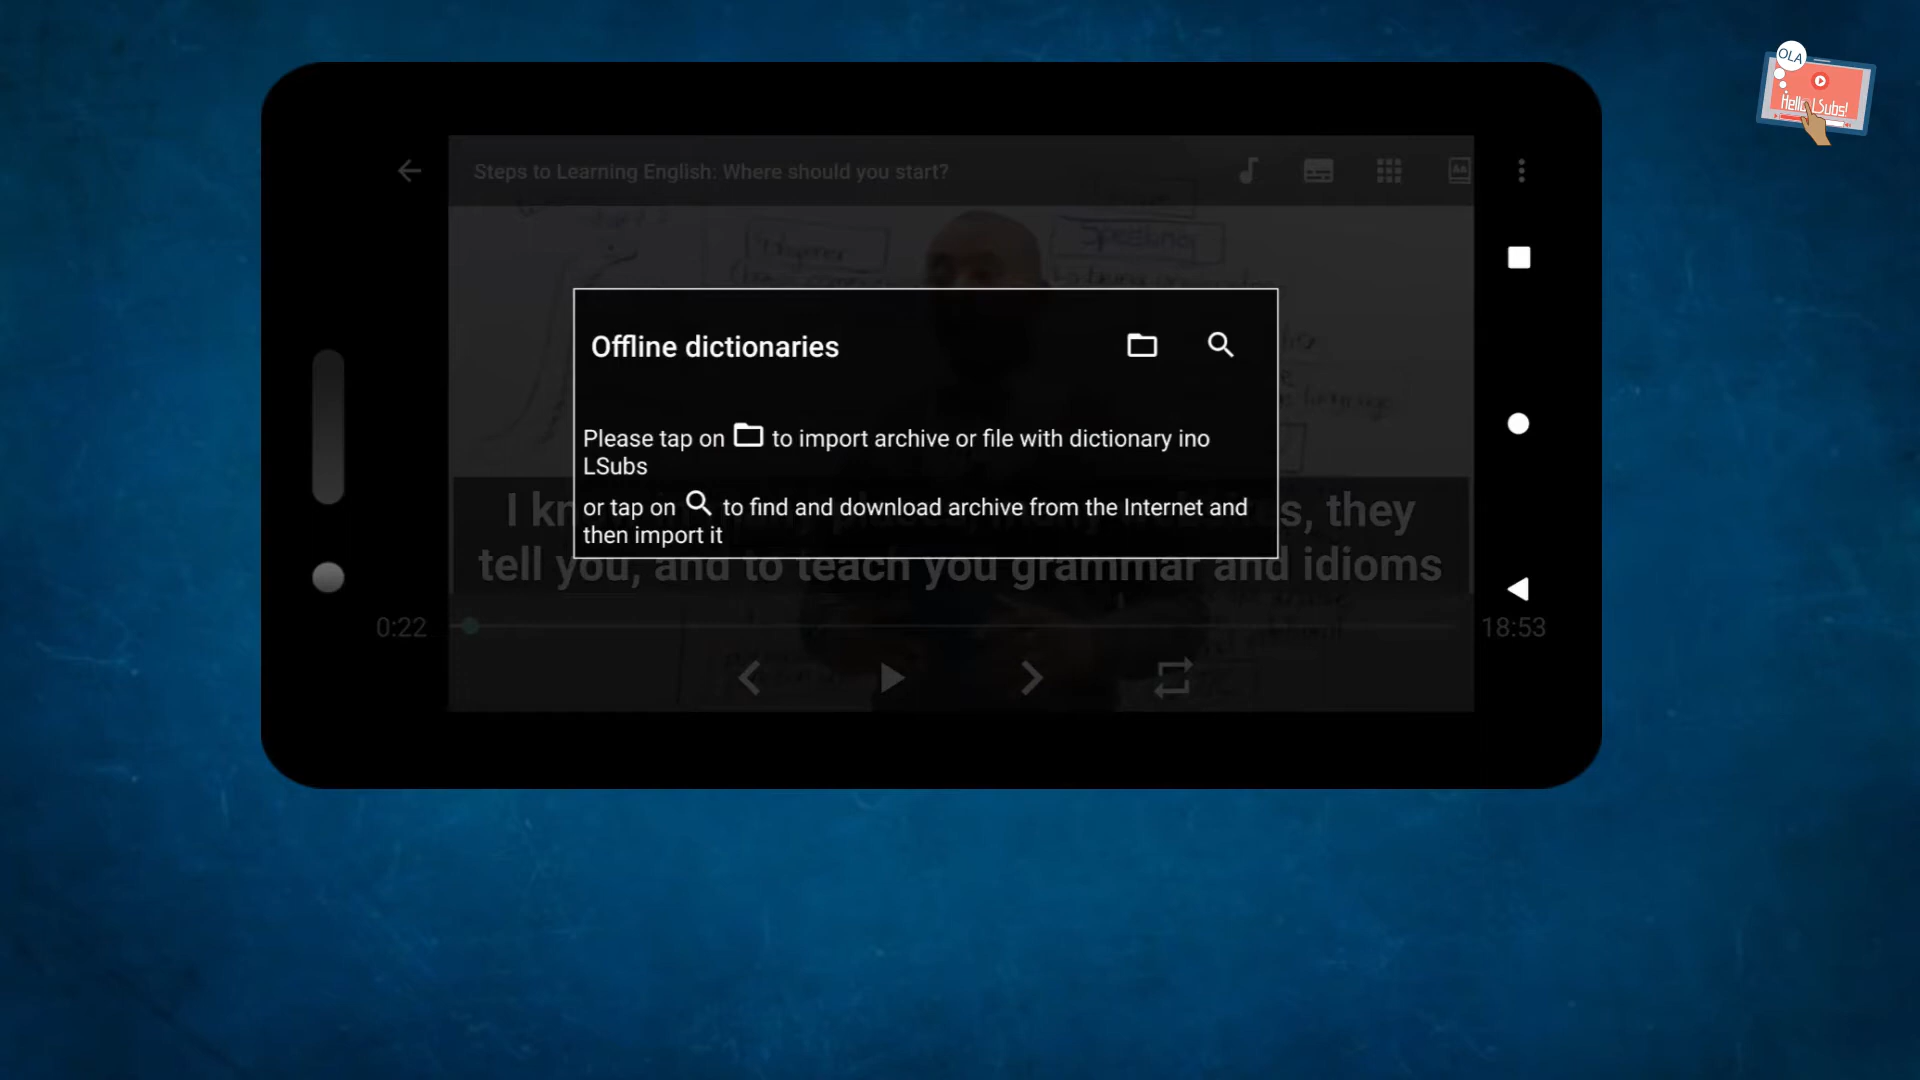 OLA
Hello LSubs!
Steps to Learning English: Where should you start?
Aa
Speaking
Offline dictionaries
Please tap on to import archive or file with dictionary ino
LSubs
or tap on to find and download archive from the Internet and
then import it
I s, they
tell you, and to teach you grammar and idioms
0:22
18:53